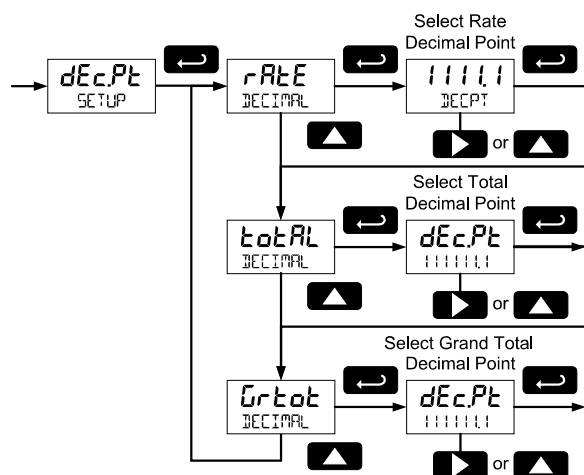 Select Rate
Decimal Point
dEc.Pt
SETUP
rAtE
DECIMAL
1111.1
DECPT
or
Select Total
Decimal Point
totAL
DECIMAL
dEc.Pt
111111.1
or
Select Grand Total
Decimal Point
Grtot
DECIMAL
dEc.Pt
111111.1
or